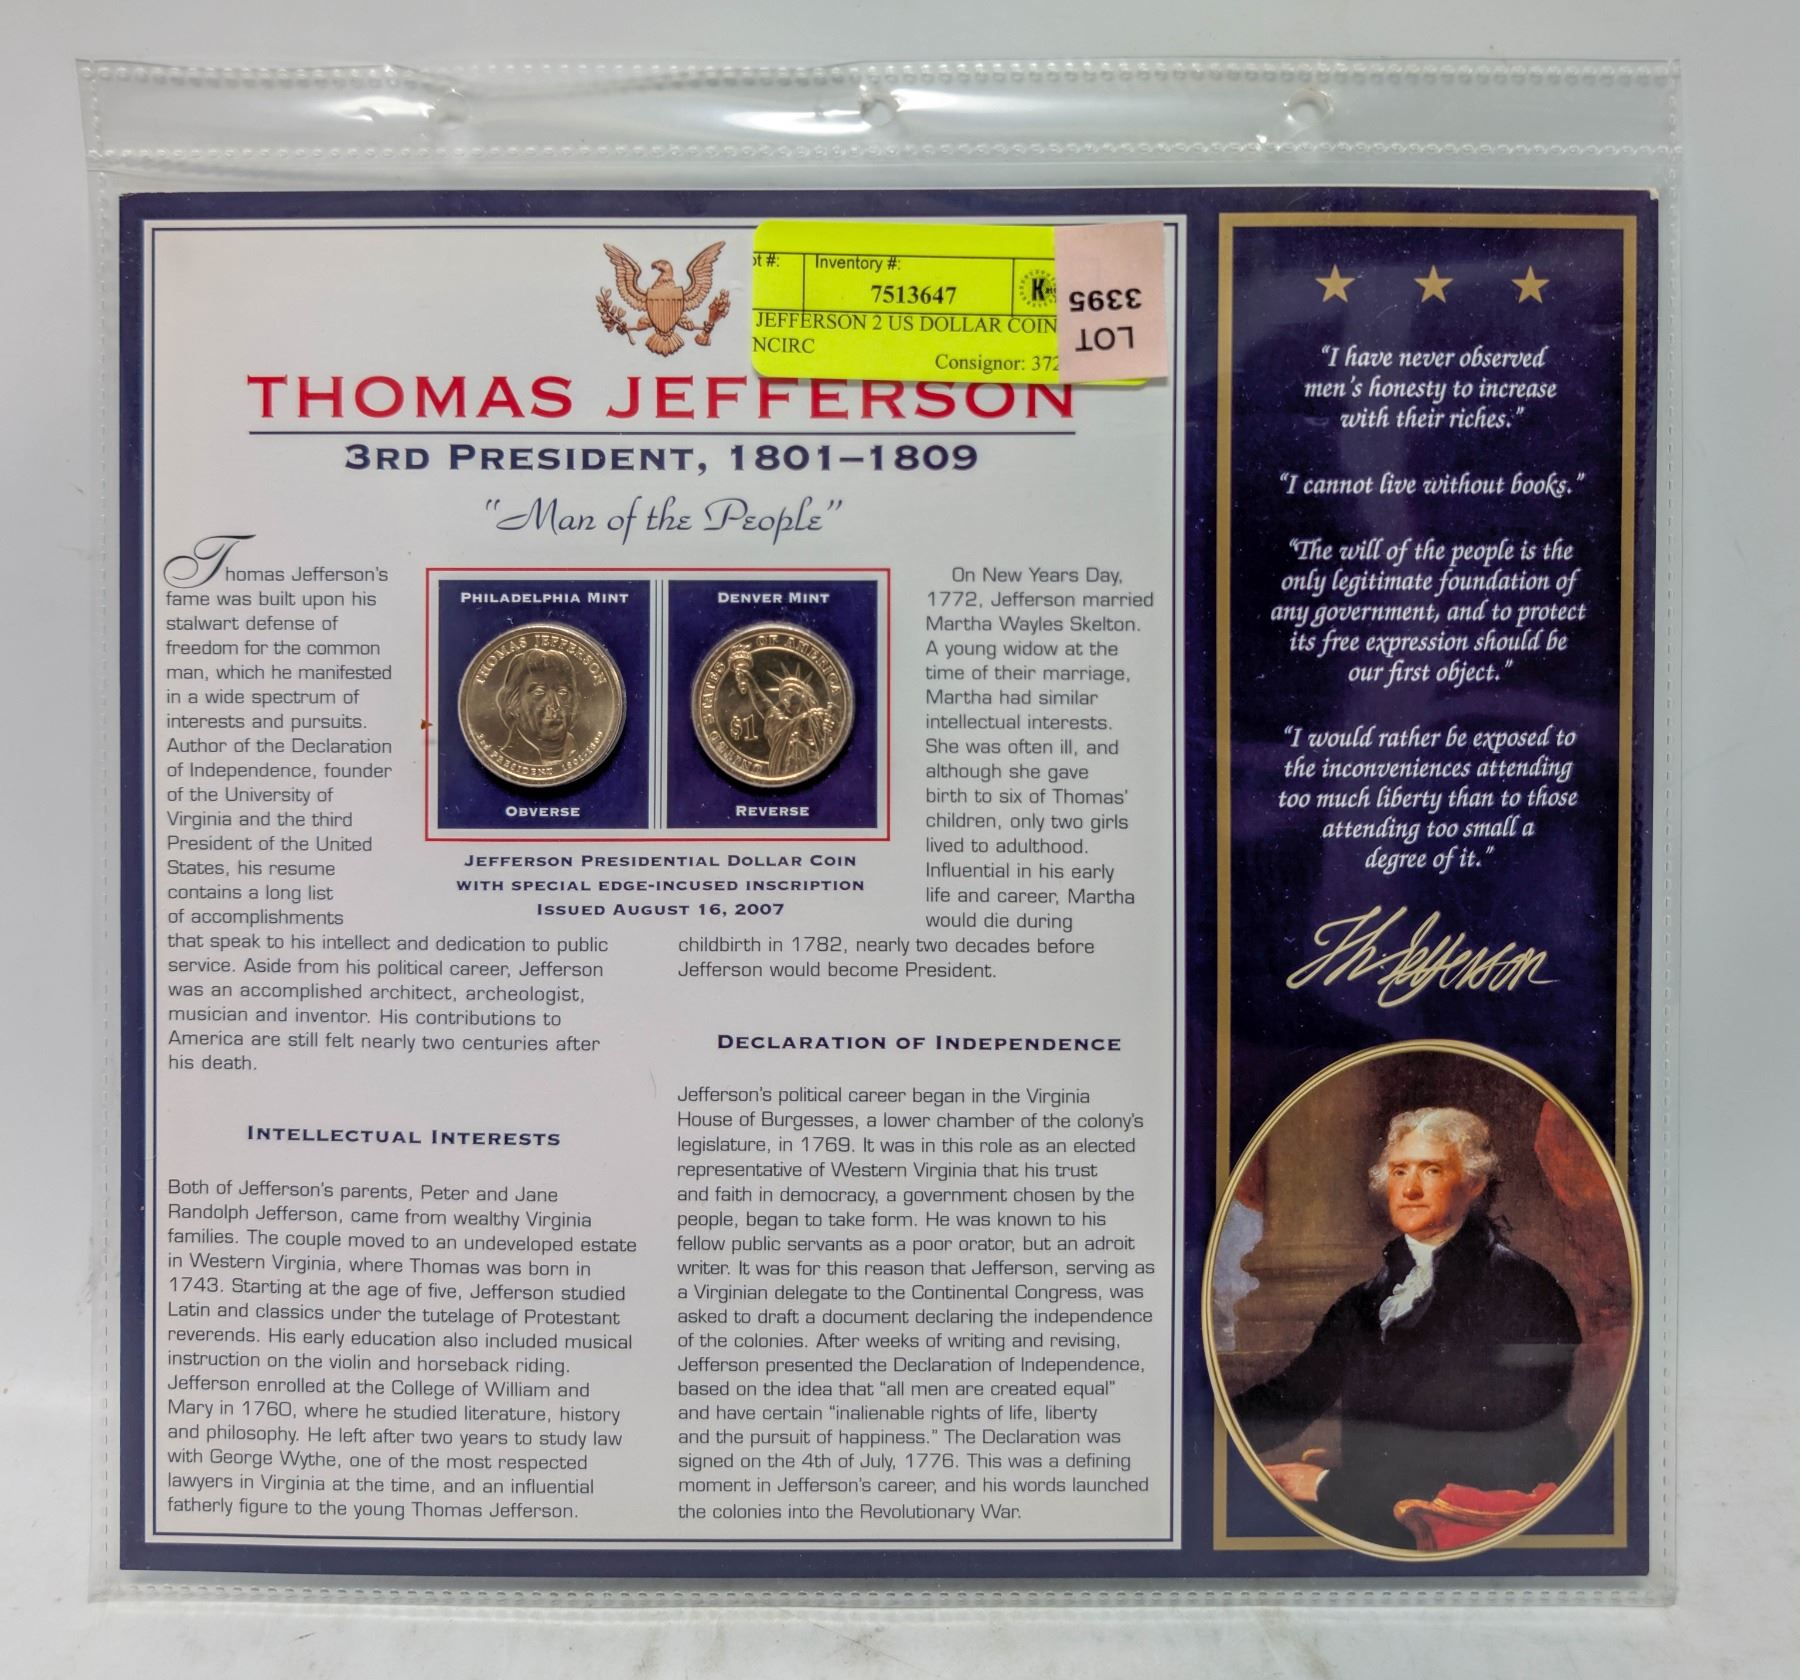 ot #:
Inventory #:
7513647
K
JEFFERSON 2 US DOLLAR COIN
NCIRC
Consignor: 372
LOT
3395
THOMAS JEFFERSON
3RD PRESIDENT, 1801–1809
"Man of the People"
Thomas Jefferson's
fame was built upon his
stalwart defense of
freedom for the common
man, which he manifested
in a wide spectrum of
interests and pursuits.
Author of the Declaration
of Independence, founder
of the University of
Virginia and the third
President of the United
States, his resume
contains a long list
of accomplishments
that speak to his intellect and dedication to public
service. Aside from his political career, Jefferson
was an accomplished architect, archeologist,
musician and inventor. His contributions to
America are still felt nearly two centuries after
his death.
INTELLECTUAL INTERESTS
Both of Jefferson's parents, Peter and Jane
Randolph Jefferson, came from wealthy Virginia
families. The couple moved to an undeveloped estate
in Western Virginia, where Thomas was born in
1743. Starting at the age of five, Jefferson studied
Latin and classics under the tutelage of Protestant
reverends. His early education also included musical
instruction on the violin and horseback riding.
Jefferson enrolled at the College of William and
Mary in 1760, where he studied literature, history
and philosophy. He left after two years to study law
with George Wythe, one of the most respected
lawyers in Virginia at the time, and an influential
fatherly figure to the young Thomas Jefferson.
PHILADELPHIA MINT
THOMAS JEFFERSON
3rd PRESIDENT 1801-1809
OBVERSE
DENVER MINT
UNITED STATES OF AMERICA
$1
REVERSE
JEFFERSON PRESIDENTIAL DOLLAR COIN
WITH SPECIAL EDGE-INCUSED INSCRIPTION
ISSUED AUGUST 16, 2007
On New Years Day,
1772, Jefferson married
Martha Wayles Skelton.
A young widow at the
time of their marriage,
Martha had similar
intellectual interests.
She was often ill, and
although she gave
birth to six of Thomas'
children, only two girls
lived to adulthood.
Influential in his early
life and career, Martha
would die during
childbirth in 1782, nearly two decades before
Jefferson would become President.
DECLARATION OF INDEPENDENCE
Jefferson's political career began in the Virginia
House of Burgesses, a lower chamber of the colony's
legislature, in 1769. It was in this role as an elected
representative of Western Virginia that his trust
and faith in democracy, a government chosen by the
people, began to take form. He was known to his
fellow public servants as a poor orator, but an adroit
writer. It was for this reason that Jefferson, serving as
a Virginian delegate to the Continental Congress, was
asked to draft a document declaring the independence
of the colonies. After weeks of writing and revising,
Jefferson presented the Declaration of Independence,
based on the idea that "all men are created equal"
and have certain "inalienable rights of life, liberty
and the pursuit of happiness." The Declaration was
signed on the 4th of July, 1776. This was a defining
moment in Jefferson's career, and his words launched
the colonies into the Revolutionary War.
"I have never observed
men's honesty to increase
with their riches."
"I cannot live without books."
"The will of the people is the
only legitimate foundation of
any government, and to protect
its free expression should be
our first object."
"I would rather be exposed to
the inconveniences attending
too much liberty than to those
attending too small a
degree of it."
Th. Jefferson